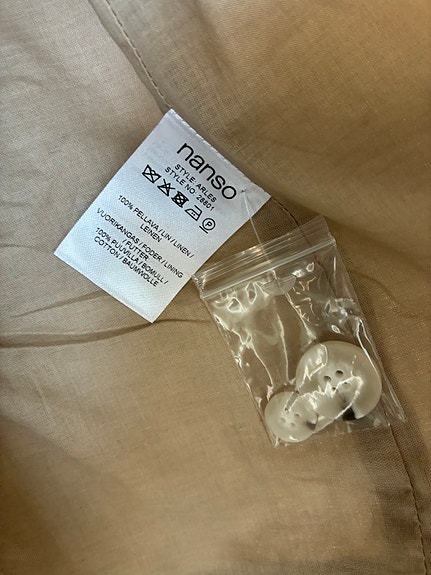 nanso
STYLE: ARLES
STYLE NO: 28801
P
100% PELLAVA / LIN / LINEN /
LEINEN
VUORIKANGAS / FODER / LINING
/ FUTTER
100% PUUVILLA / BOMULL /
COTTON / BAUMWOLLE